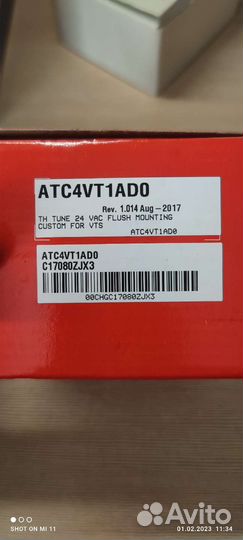 ATC4VT1AD0
Rev. 1.014 Aug-2017
TH TUNE 24 VAC FLUSH MOUNTING
CUSTOM FOR VTS
ATC4VT1AD0
ATC4VT1AD0
C17080ZJX3
00CHGC17080ZJX3
SHOT ON MI 11
01.02.2023 11:34
Avito